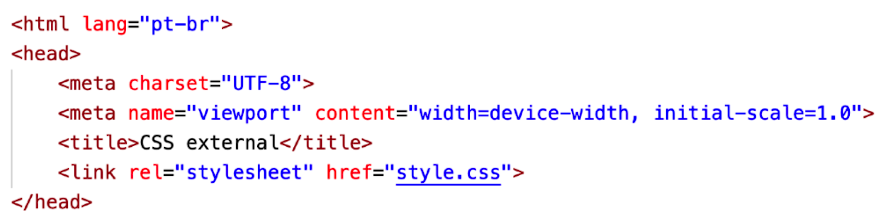 <html lang="pt-br">
<head>
    <meta charset="UTF-8">
    <meta name="viewport" content="width=device-width, initial-scale=1.0">
    <title>CSS external</title>
    <link rel="stylesheet" href="style.css">
</head>